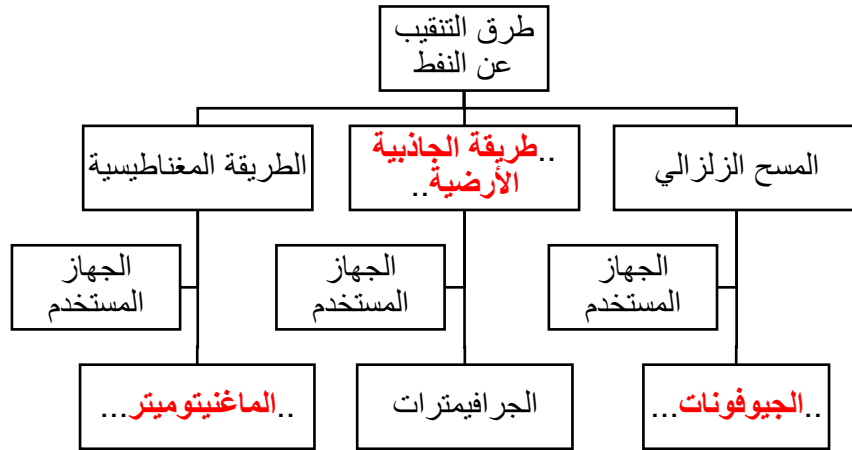 طرق التنقيب
عن النفط
المسح الزلزالي
..طريقة الجاذبية
الأرضية..
الطريقة المغناطيسية
الجهاز
المستخدم
الجهاز
المستخدم
الجهاز
المستخدم
..الجيوفونات...
الجرافيمترات
..الماغنيتوميتر...